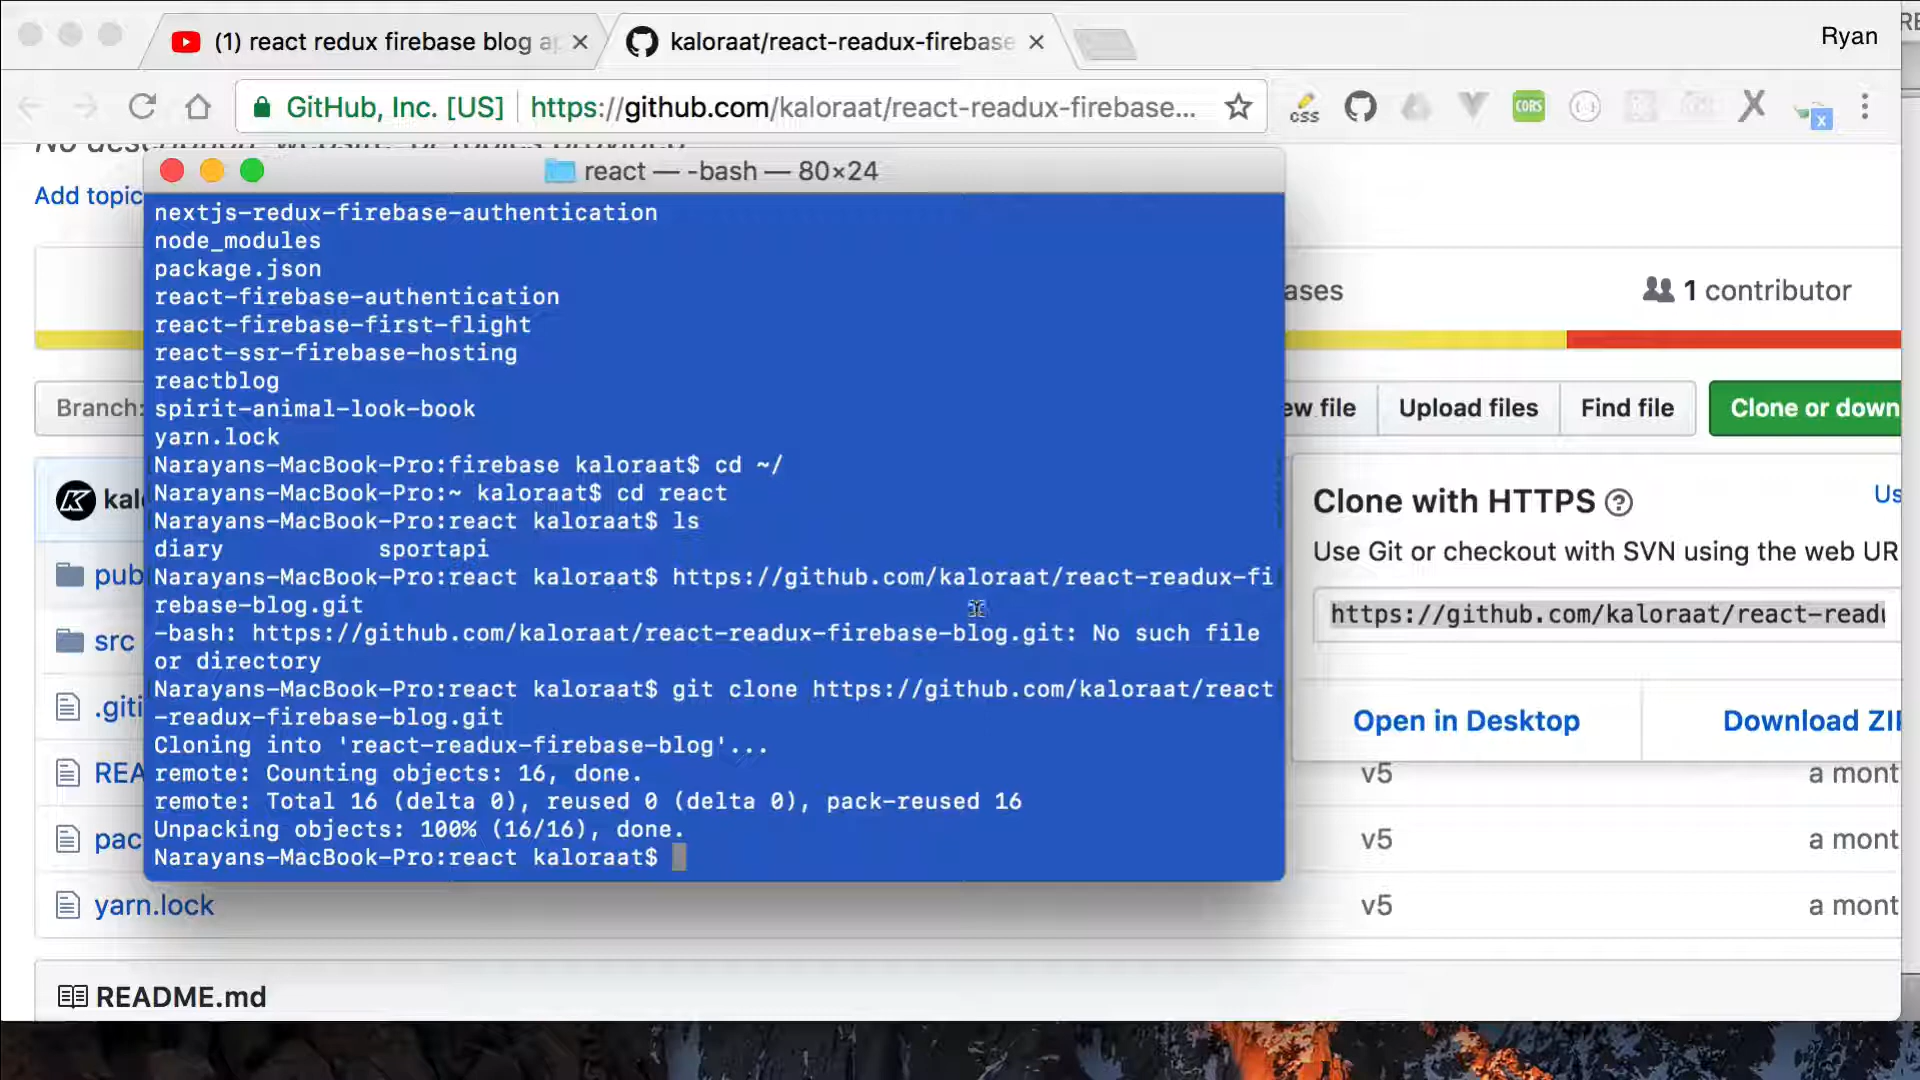 (1) react redux firebase blog ap
kaloraat/react-readux-firebase
Ryan
GitHub, Inc. [US]
https://github.com/kaloraat/react-readux-firebase...
css
CORS
x
Add topic
react — -bash — 80×24
nextjs-redux-firebase-authentication
node_modules
package.json
react-firebase-authentication
react-firebase-first-flight
react-ssr-firebase-hosting
reactblog
spirit-animal-look-book
yarn.lock
Narayans-MacBook-Pro:firebase kaloraat$ cd ~/
Narayans-MacBook-Pro:~ kaloraat$ cd react
Narayans-MacBook-Pro:react kaloraat$ ls
diary sportapi
Narayans-MacBook-Pro:react kaloraat$ https://github.com/kaloraat/react-readux-fi
rebase-blog.git
-bash: https://github.com/kaloraat/react-readux-firebase-blog.git: No such file
or directory
Narayans-MacBook-Pro:react kaloraat$ git clone https://github.com/kaloraat/react
-readux-firebase-blog.git
Cloning into 'react-readux-firebase-blog'...
remote: Counting objects: 16, done.
remote: Total 16 (delta 0), reused 0 (delta 0), pack-reused 16
Unpacking objects: 100% (16/16), done.
Narayans-MacBook-Pro:react kaloraat$
ases
1 contributor
Branch:
ew file
Upload files
Find file
Clone or down
kal
Clone with HTTPS
Us
Use Git or checkout with SVN using the web UR
https://github.com/kaloraat/react-readu
Open in Desktop
Download ZIP
pub
src
.giti
REA
v5
a mont
pac
v5
a mont
yarn.lock
v5
a mont
README.md